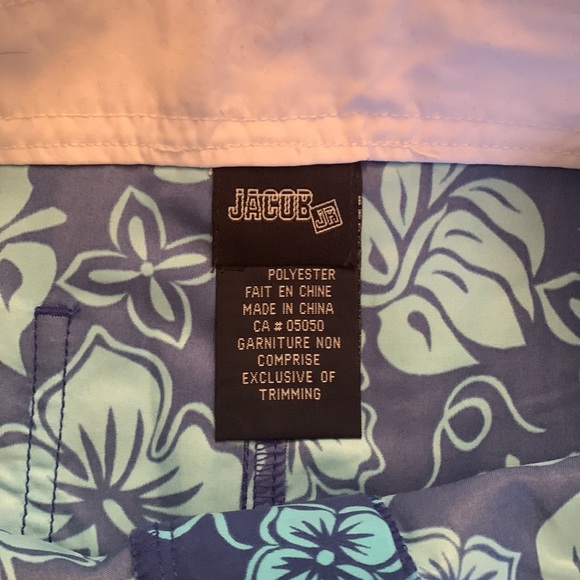 JACOB JR
POLYESTER
FAIT EN CHINE
MADE IN CHINA
CA # 05050
GARNITURE NON
COMPRISE
EXCLUSIVE OF
TRIMMING